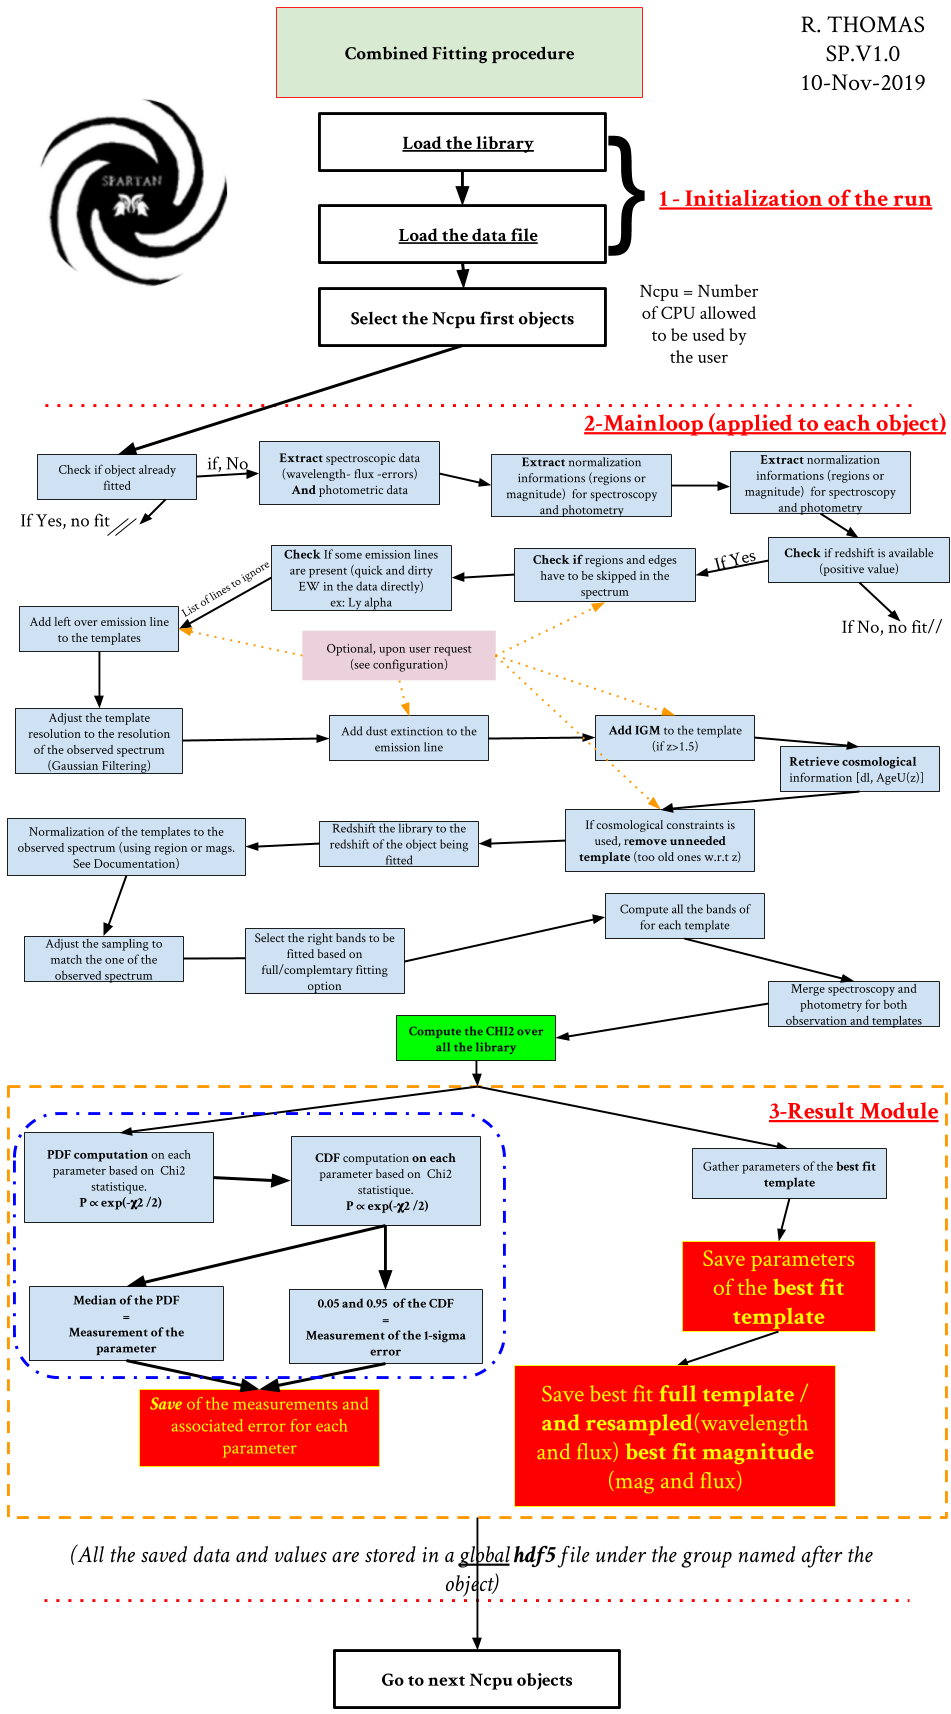 Combined Fitting procedure
R. THOMAS
SP.V1.0
10-Nov-2019
SPARTAN
Load the library
Load the data file
1 - Initialization of the run
Select the Ncpu first objects
Ncpu = Number
of CPU allowed
to be used by
the user
2-Mainloop (applied to each object)
Check if object already
fitted
if, No
If Yes, no fit
Extract spectroscopic data
(wavelength- flux -errors)
And photometric data
Extract normalization
informations (regions or
magnitude)  for spectroscopy
and photometry
Extract normalization
informations (regions or
magnitude)  for spectroscopy
and photometry
Check if redshift is available
(positive value)
If Yes
If No, no fit//
Check if regions and edges
have to be skipped in the
spectrum
Check If some emission lines
are present (quick and dirty
EW in the data directly)
ex: Ly alpha
List of lines to ignore
Add left over emission line
to the templates
Optional, upon user request
(see configuration)
Adjust the template
resolution to the resolution
of the observed spectrum
(Gaussian Filtering)
Add dust extinction to the
emission line
Add IGM to the template
(if z>1.5)
Retrieve cosmological
information [dl, AgeU(z)]
If cosmological constraints is
used, remove unneeded
template (too old ones w.r.t z)
Redshift the library to the
redshift of the object being
fitted
Normalization of the templates to the
observed spectrum (using region or mags.
See Documentation)
Adjust the sampling to
match the one of the
observed spectrum
Select the right bands to be
fitted based on
full/complemtary fitting
option
Compute all the bands of
for each template
Merge spectroscopy and
photometry for both
observation and templates
Compute the CHI2 over
all the library
3-Result Module
PDF computation on each
parameter based on  Chi2
statistique.
P ∝ exp(-χ2 /2)
CDF computation on each
parameter based on  Chi2
statistique.
P ∝ exp(-χ2 /2)
Median of the PDF
=
Measurement of the
parameter
0.05 and 0.95  of the CDF
=
Measurement of the 1-sigma
error
Save of the measurements and
associated error for each
parameter
Gather parameters of the best fit
template
Save parameters
of the best fit
template
Save best fit full template /
and resampled(wavelength
and flux) best fit magnitude
(mag and flux)
(All the saved data and values are stored in a global hdf5 file under the group named after the
object)
Go to next Ncpu objects